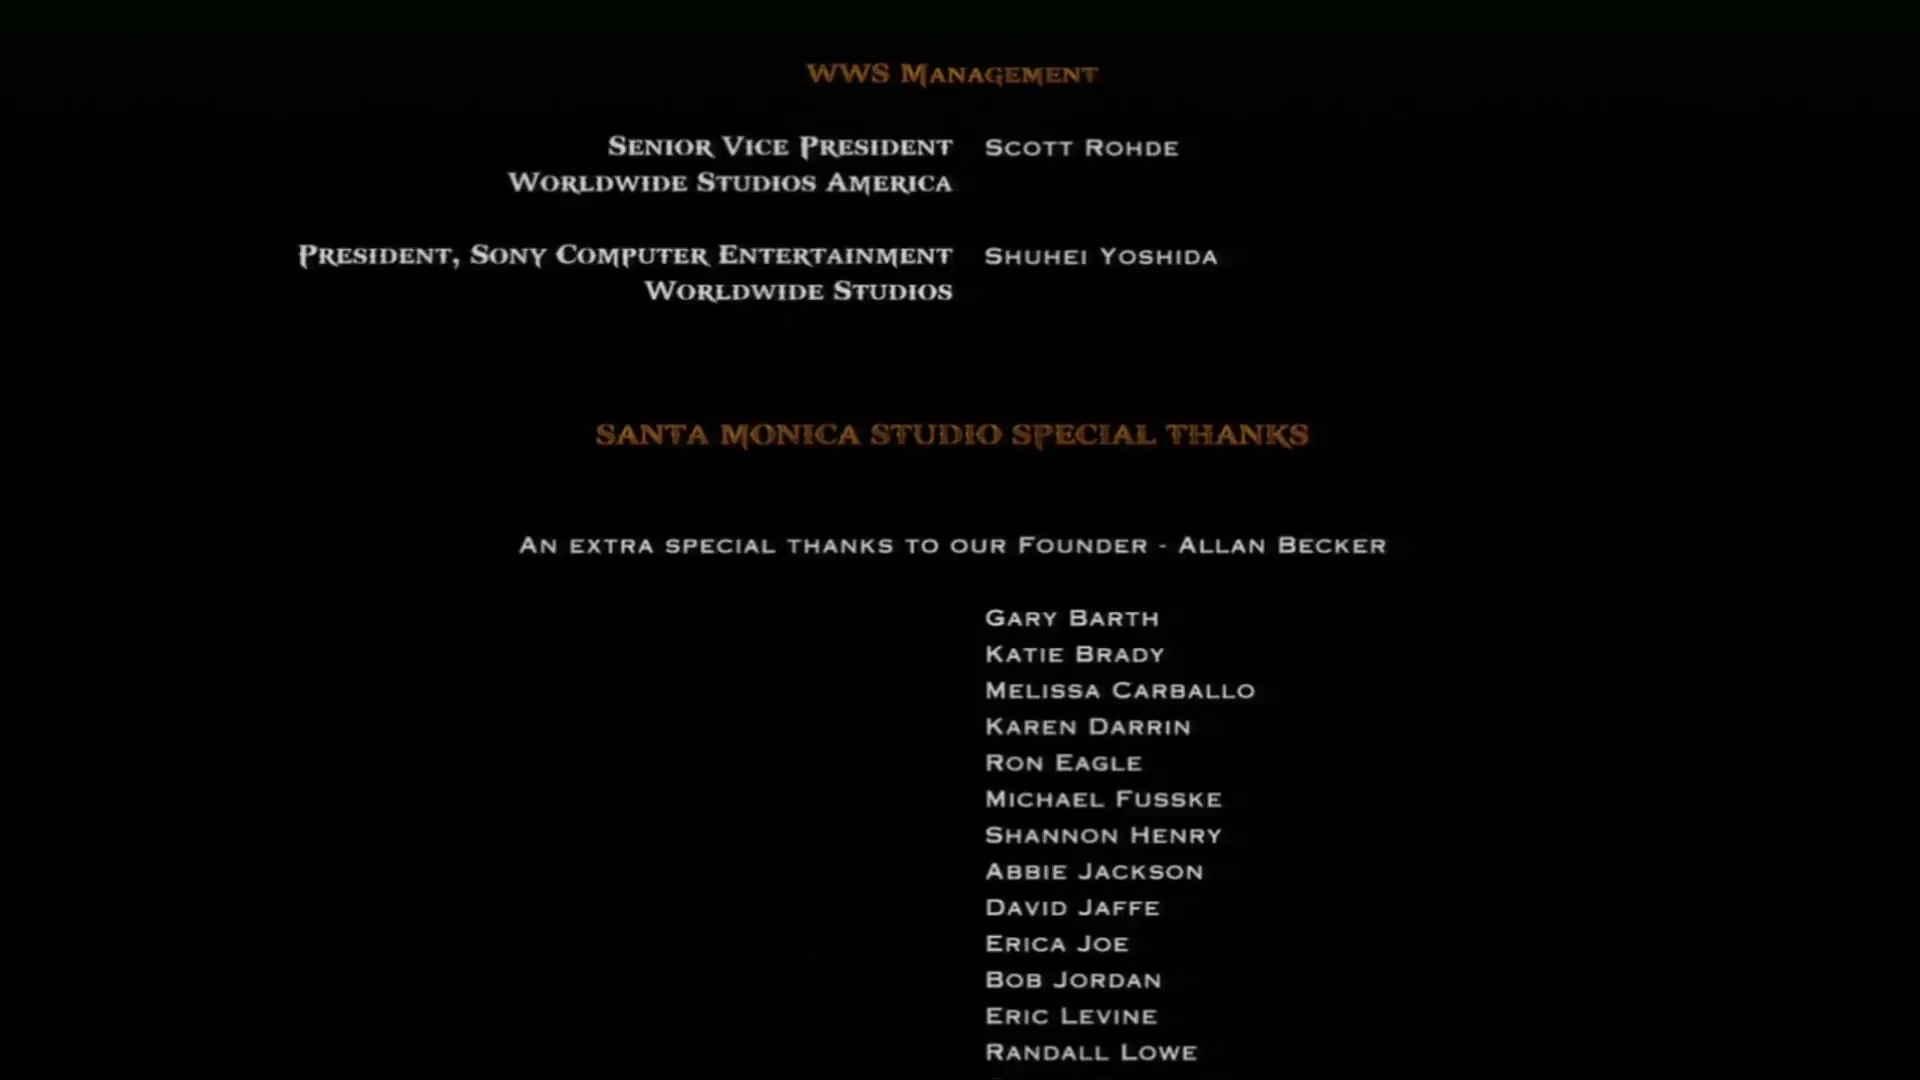 WWS Management
Senior Vice President Scott Rohde
Worldwide Studios America
President, Sony Computer Entertainment Shuhei Yoshida
Worldwide Studios
SANTA MONICA STUDIO SPECIAL THANKS
An extra special thanks to our Founder - Allan Becker
Gary Barth
Katie Brady
Melissa Carballo
Karen Darrin
Ron Eagle
Michael Fusske
Shannon Henry
Abbie Jackson
David Jaffe
Erica Joe
Bob Jordan
Eric Levine
Randall Lowe